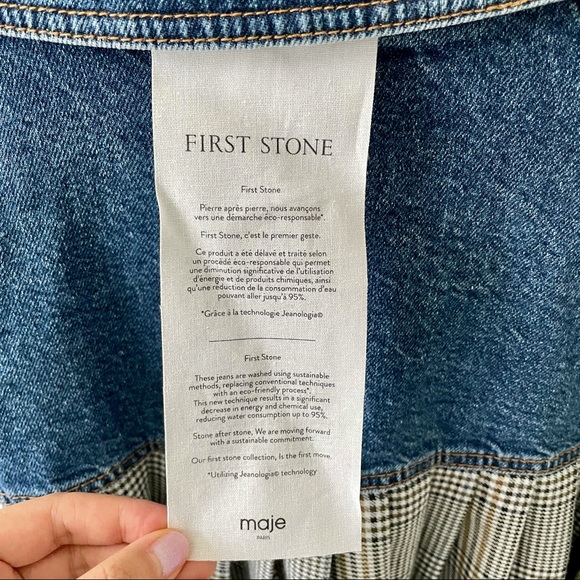 FIRST STONE
First Stone
Pierre après pierre, nous avançons
vers une démarche éco-responsable*.
First Stone, c'est le premier geste.
Ce produit a été délavé et traité selon
un procédé éco-responsable qui permet
une diminution significative de l'utilisation
d'énergie et de produits chimiques, ainsi
qu'une réduction de la consommation d'eau
pouvant aller jusqu'à 95%.
*Grâce à la technologie Jeanologia©
First Stone
These jeans are washed using sustainable
methods, replacing conventional techniques
with an eco-friendly process*.
This new technique results in a significant
decrease in energy and chemical use,
reducing water consumption up to 95%.
Stone after stone, We are moving forward
with a sustainable commitment.
Our first stone collection, Is the first move.
*Utilizing Jeanologia© technology
maje
PARIS